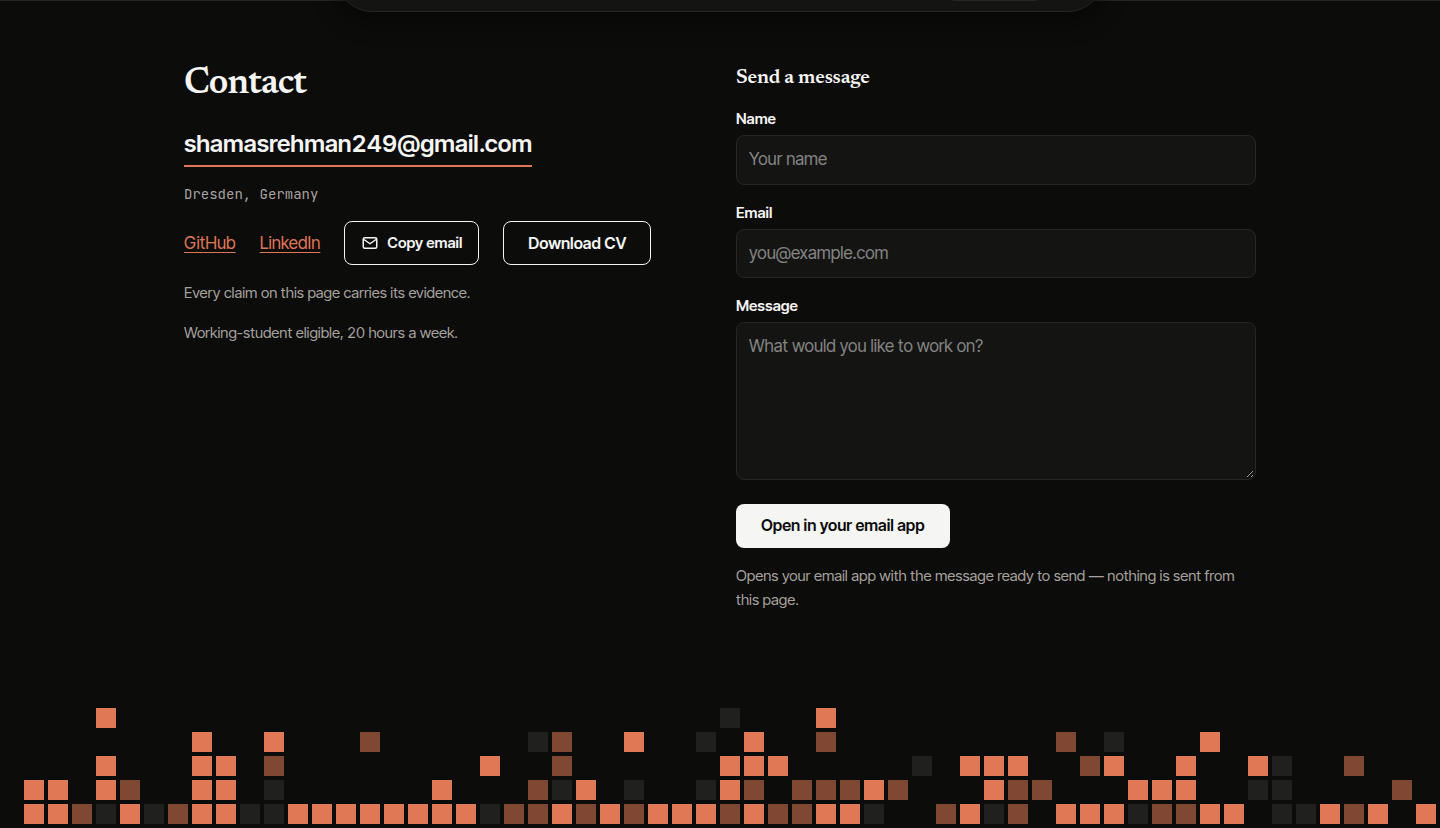 Contact
shamasrehman249@gmail.com
Dresden, Germany
GitHub LinkedIn Copy email Download CV
Every claim on this page carries its evidence.
Working-student eligible, 20 hours a week.
Send a message
Name
Your name
Email
you@example.com
Message
What would you like to work on?
Open in your email app
Opens your email app with the message ready to send — nothing is sent from
this page.